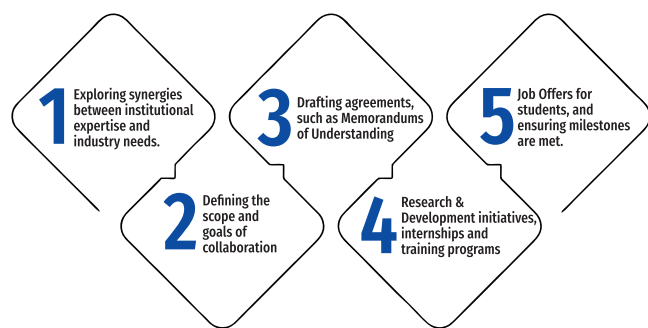 1
Exploring synergies
between institutional
expertise and
industry needs.
2
Defining the
scope and
goals of
collaboration
3
Drafting agreements,
such as Memorandums
of Understanding
4
Research &
Development initiatives,
internships and
training programs
5
Job Offers for
students, and
ensuring milestones
are met.